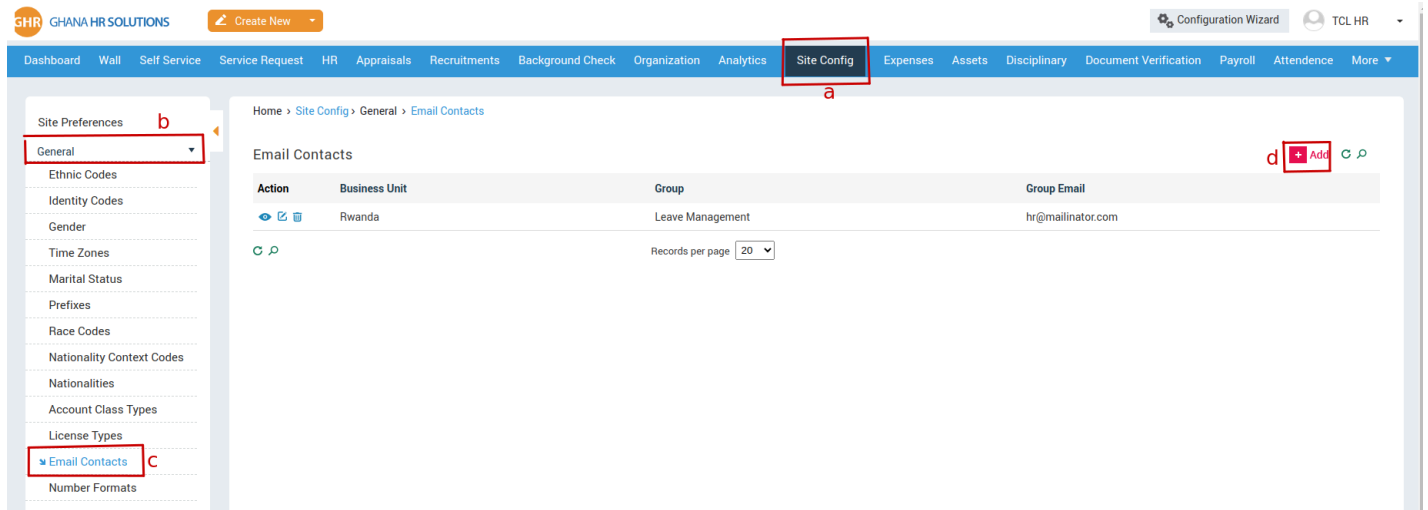 GHR GHANA HR SOLUTIONS Create New Configuration Wizard TCL HR
Dashboard Wall Self Service Service Request HR Appraisals Recruitments Background Check Organization Analytics Site Config Expenses Assets Disciplinary Document Verification Payroll Attendence More
a
Home › Site Config › General › Email Contacts
Site Preferences b
General
Email Contacts
d + Add
Ethnic Codes
Identity Codes
Gender
Time Zones
Marital Status
Prefixes
Race Codes
Nationality Context Codes
Nationalities
Account Class Types
License Types
Email Contacts c
Number Formats
Action Business Unit Group Group Email
Rwanda Leave Management hr@mailinator.com
Records per page 20